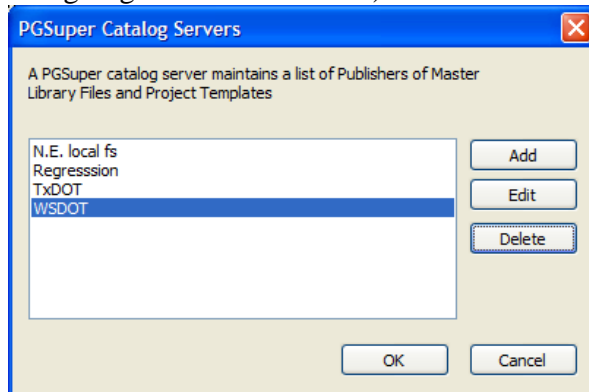 PGSuper Catalog Servers
A PGSuper catalog server maintains a list of Publishers of Master
Library Files and Project Templates
N.E. local fs
Regresssion
TxDOT
WSDOT
Add
Edit
Delete
OK
Cancel